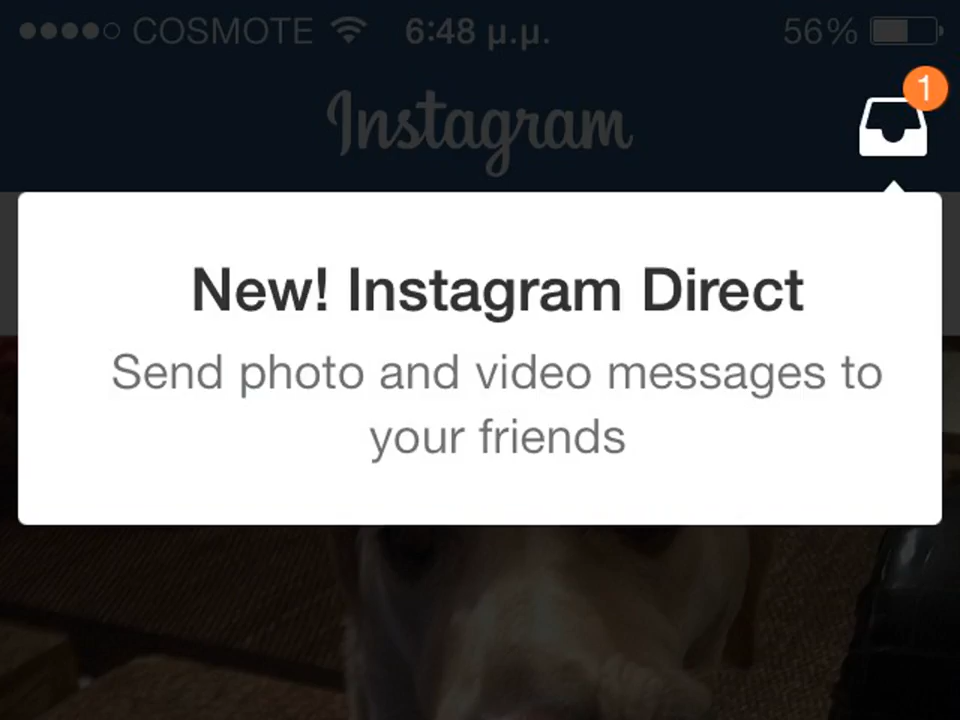 COSMOTE 6:48 μ.μ. 56%
1
Instagram
New! Instagram Direct
Send photo and video messages to
your friends